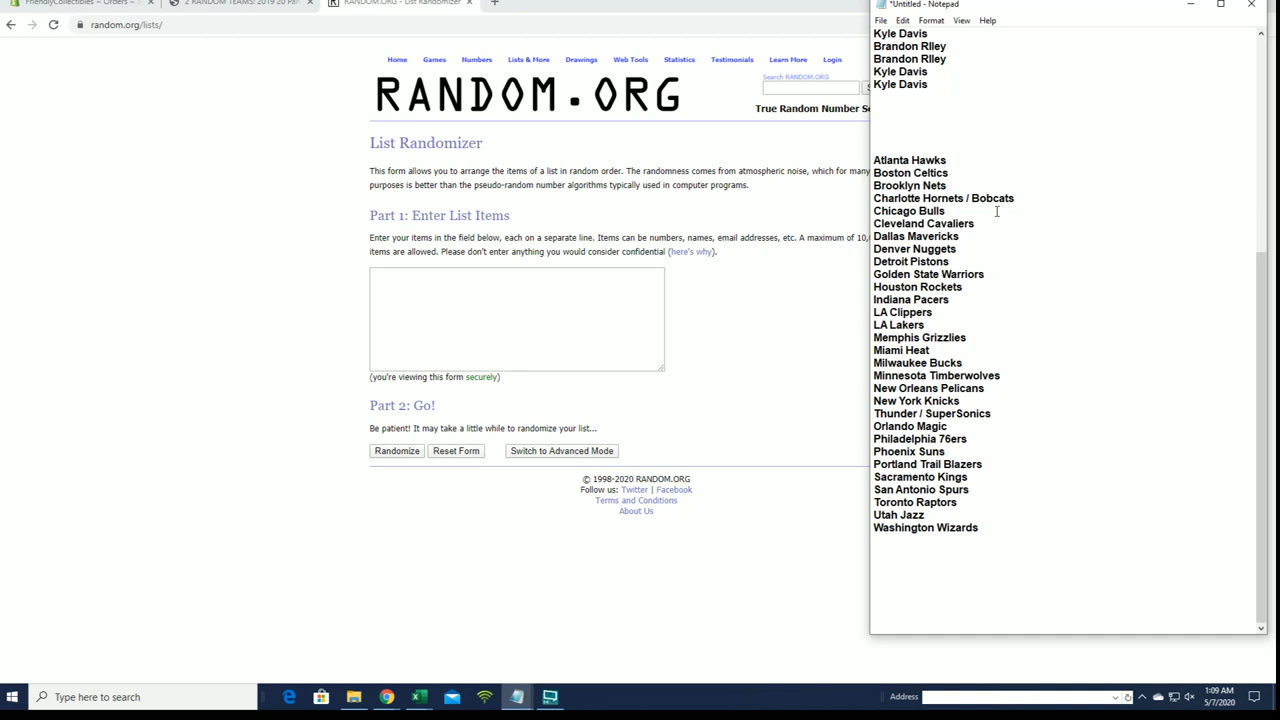 FriendlyCollectibles – Orders –
2 RANDOM TEAMS: 2019 20 Pan
RANDOM.ORG - List Randomizer
random.org/lists/
Home Games Numbers Lists & More Drawings Web Tools Statistics Testimonials Learn More Login
RANDOM.ORG
Search RANDOM.ORG
True Random Number
List Randomizer
This form allows you to arrange the items of a list in random order. The randomness comes from atmospheric noise, which for many
purposes is better than the pseudo-random number algorithms typically used in computer programs.
Part 1: Enter List Items
Enter your items in the field below, each on a separate line. Items can be numbers, names, email addresses, etc. A maximum of 10,
items are allowed. Please don't enter anything you would consider confidential (here's why).
(you're viewing this form securely)
Part 2: Go!
Be patient! It may take a little while to randomize your list...
Randomize Reset Form Switch to Advanced Mode
© 1998-2020 RANDOM.ORG
Follow us: Twitter | Facebook
Terms and Conditions
About Us
*Untitled - Notepad
File Edit Format View Help
Kyle Davis
Brandon RIley
Brandon RIley
Kyle Davis
Kyle Davis
Atlanta Hawks
Boston Celtics
Brooklyn Nets
Charlotte Hornets / Bobcats
Chicago Bulls
Cleveland Cavaliers
Dallas Mavericks
Denver Nuggets
Detroit Pistons
Golden State Warriors
Houston Rockets
Indiana Pacers
LA Clippers
LA Lakers
Memphis Grizzlies
Miami Heat
Milwaukee Bucks
Minnesota Timberwolves
New Orleans Pelicans
New York Knicks
Thunder / SuperSonics
Orlando Magic
Philadelphia 76ers
Phoenix Suns
Portland Trail Blazers
Sacramento Kings
San Antonio Spurs
Toronto Raptors
Utah Jazz
Washington Wizards
Type here to search
Address
1:09 AM
5/7/2020